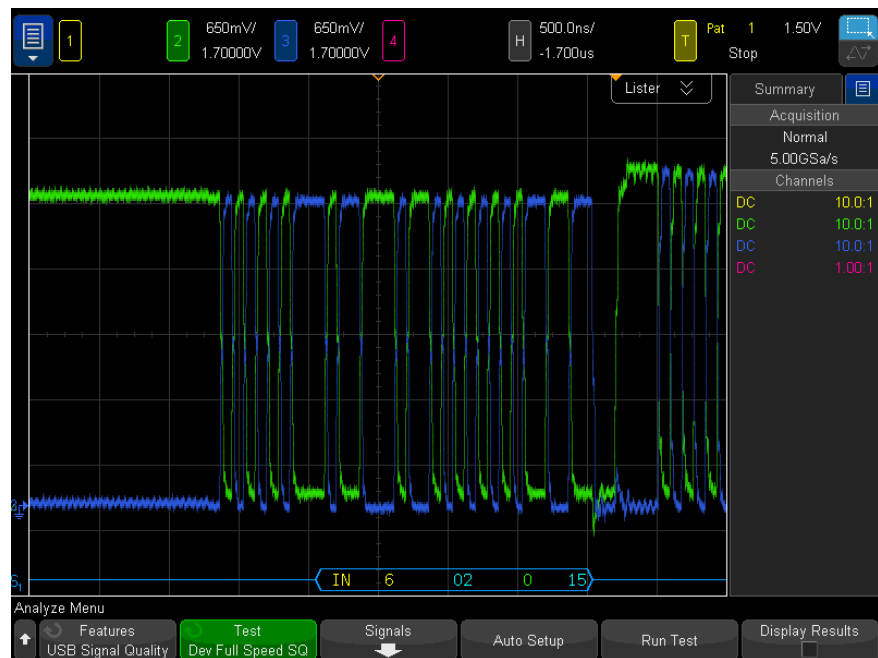 1 2 650mV/ 3 650mV/ 4 H 500.0ns/ T Pat 1 1.50V
1.70000V 1.70000V -1.700us Stop
Lister
Summary
Acquisition
Normal
5.00GSa/s
Channels
DC 10.0:1
DC 10.0:1
DC 10.0:1
DC 1.00:1
2
S1 IN 6 02 0 15
Analyze Menu
Features Test Signals Auto Setup Run Test Display Results
USB Signal Quality Dev Full Speed SQ